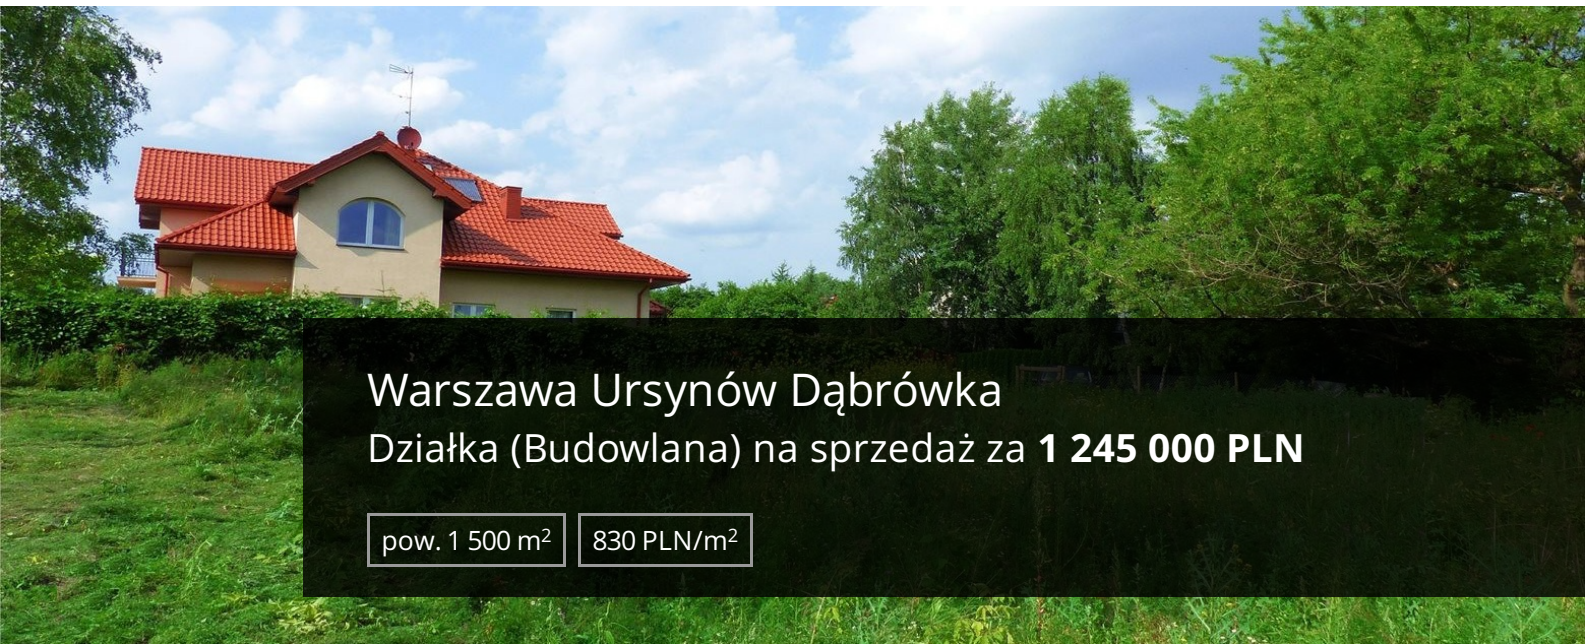 Warszawa Ursynów Dąbrówka
Działka (Budowlana) na sprzedaż za 1 245 000 PLN
pow. 1 500 m²
830 PLN/m²